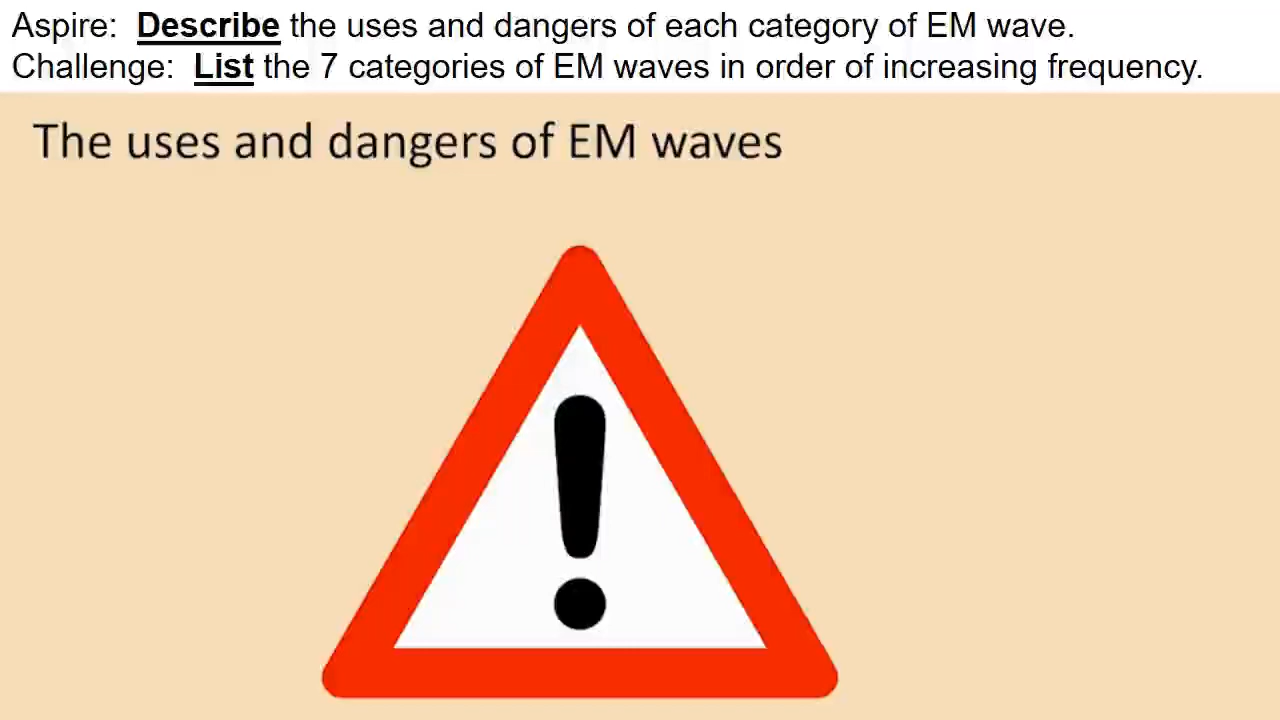 Aspire: Describe the uses and dangers of each category of EM wave.
Challenge: List the 7 categories of EM waves in order of increasing frequency.
The uses and dangers of EM waves
!